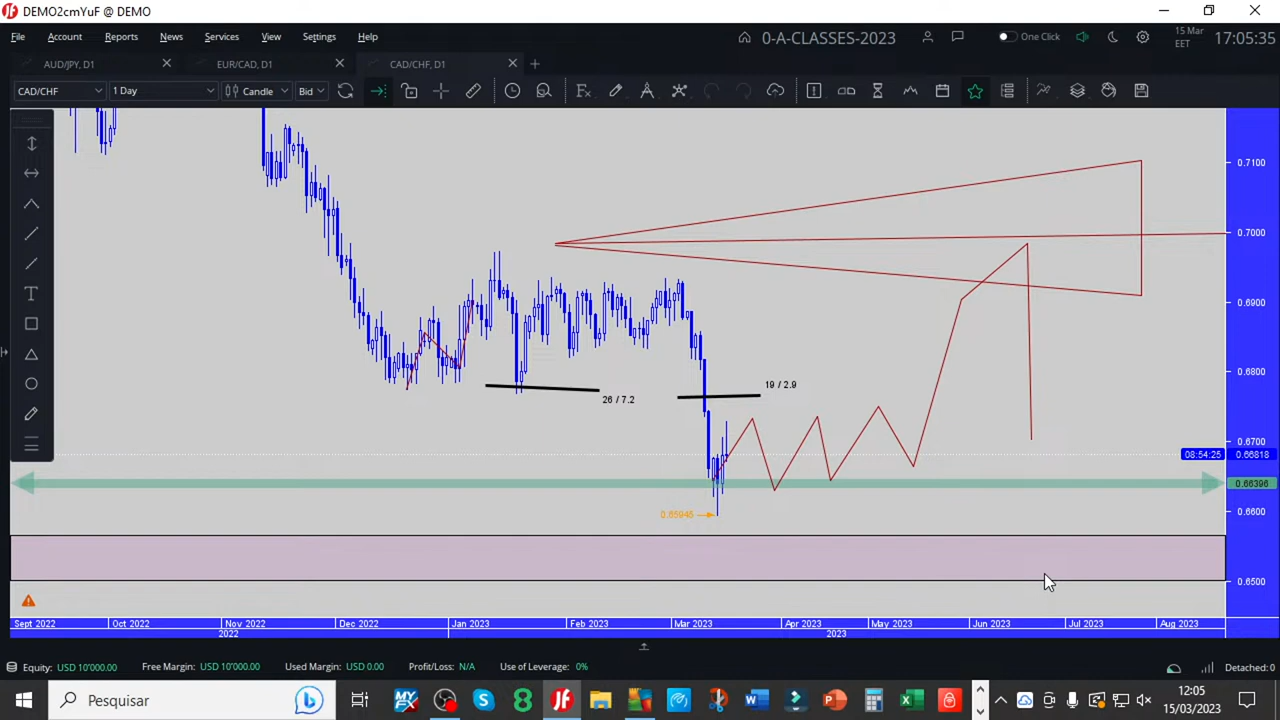 DEMO2cmYuF @ DEMO
File Account Reports News Services View Settings Help
0-A-CLASSES-2023
One Click
15 Mar
EET
17:05:35
AUD/JPY, D1
EUR/CAD, D1
CAD/CHF, D1
CAD/CHF
1 Day
Candle
Bid
0.7100
0.7000
0.6900
0.6800
0.6700
08:54:25 0.66818
0.66396
0.6600
0.6500
26 / 7.2
19 / 2.9
0.65945
Sept 2022 Oct 2022 Nov 2022 Dec 2022 Jan 2023 Feb 2023 Mar 2023 Apr 2023 May 2023 Jun 2023 Jul 2023 Aug 2023
2022 2023
Equity: USD 10'000.00 Free Margin: USD 10'000.00 Used Margin: USD 0.00 Profit/Loss: N/A Use of Leverage: 0% Detached: 0
Pesquisar
12:05
15/03/2023